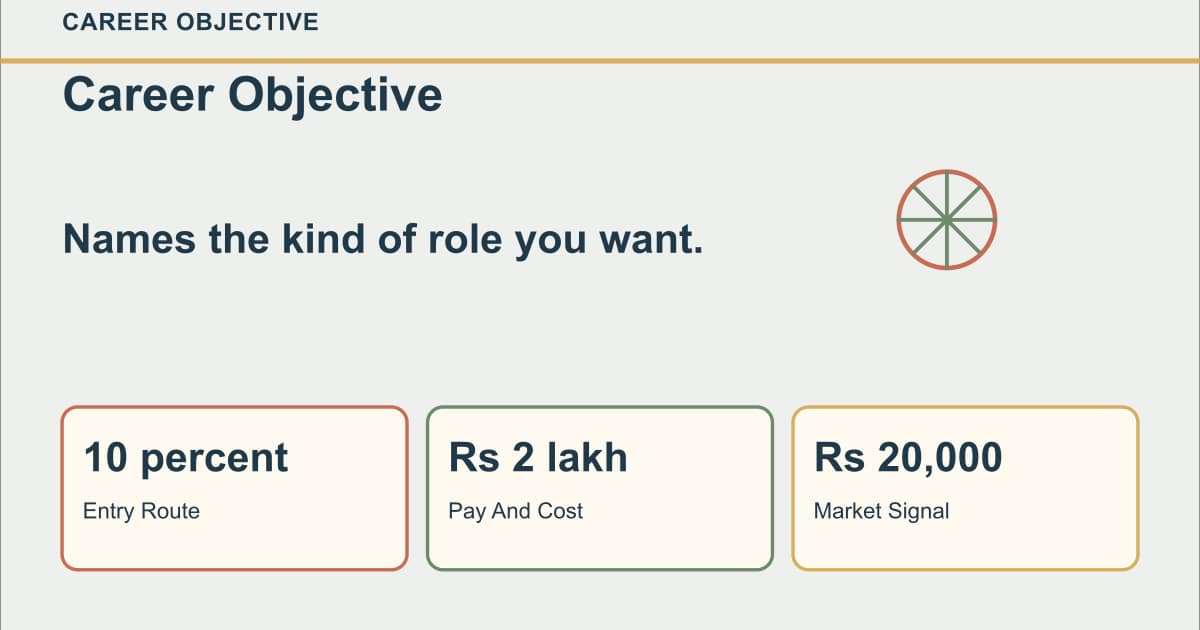 CAREER OBJECTIVE
Career Objective
Names the kind of role you want.
10 percent
Entry Route
Rs 2 lakh
Pay And Cost
Rs 20,000
Market Signal